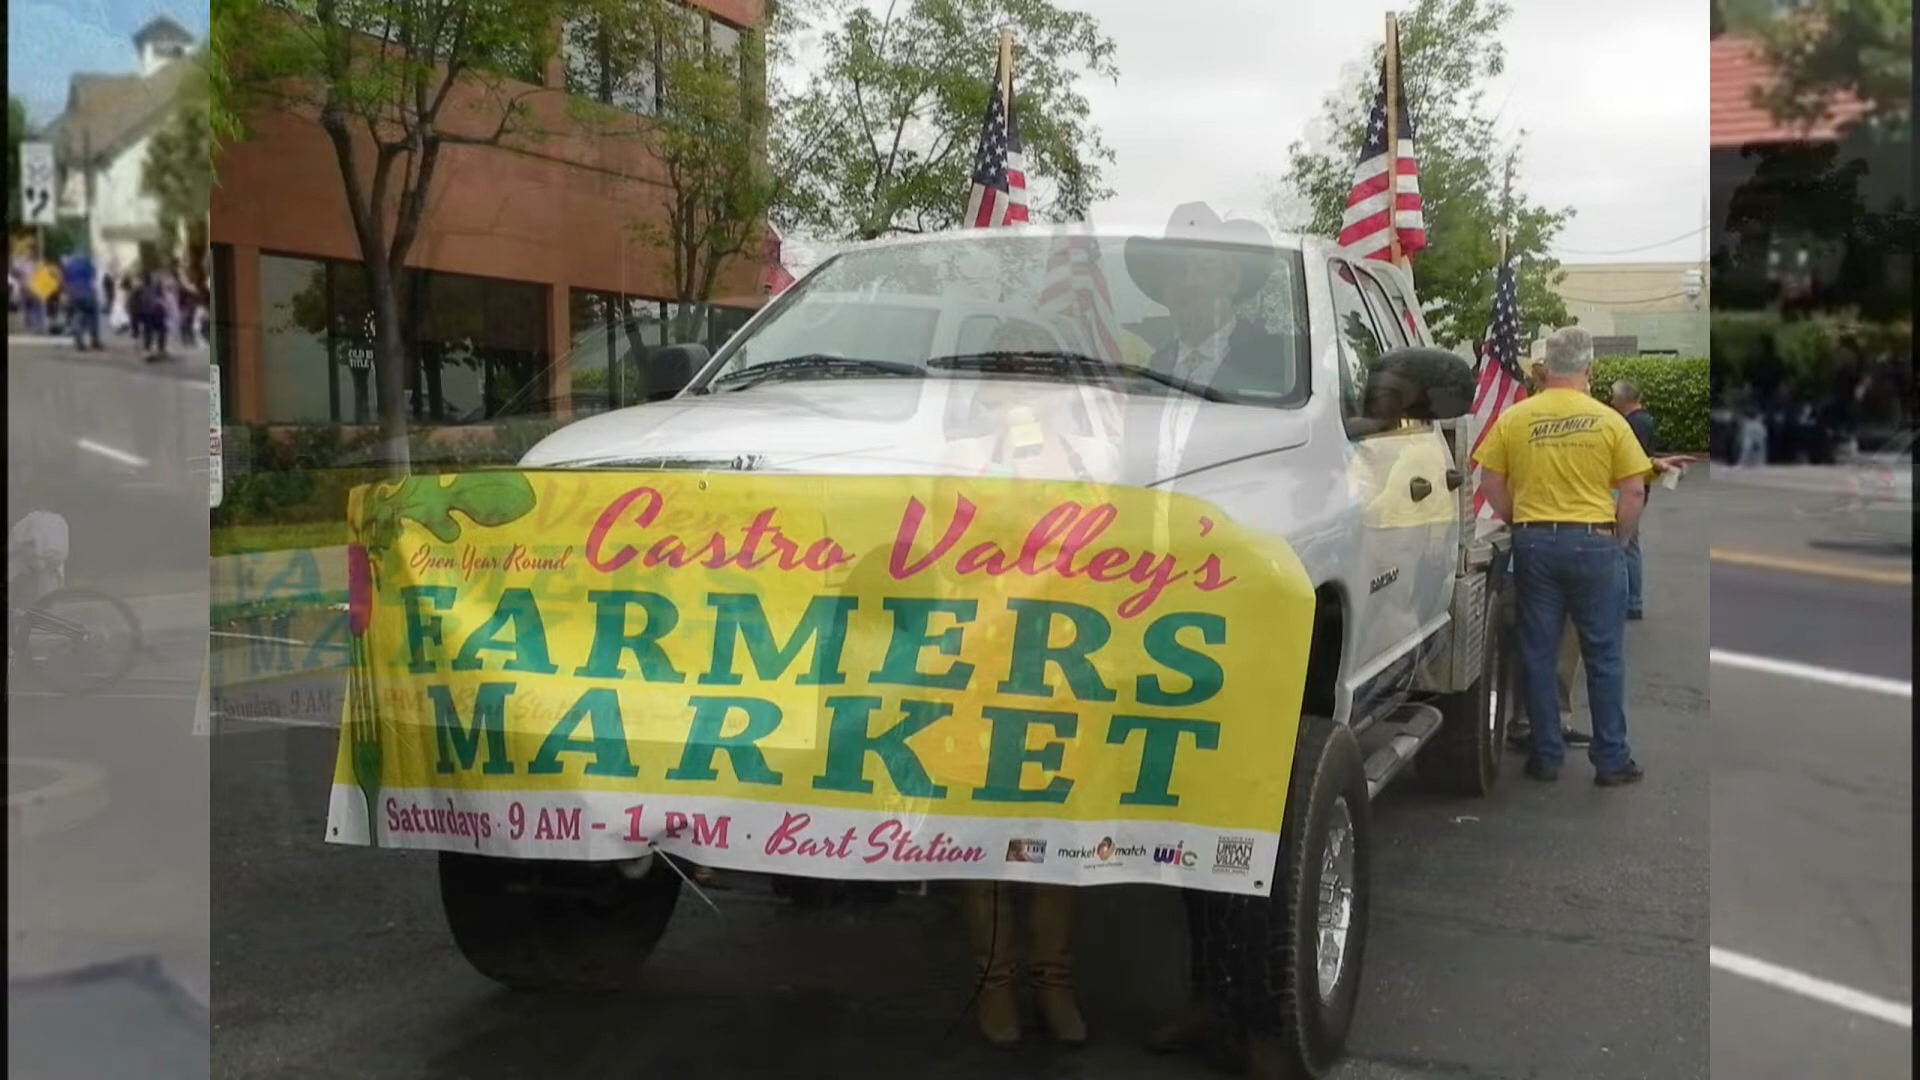 Open Year Round Castro Valley's
FARMERS
MARKET
Saturdays · 9 AM - 1 PM · Bart Station
market match
wic
URBAN
VILLAGE
NATE MILEY